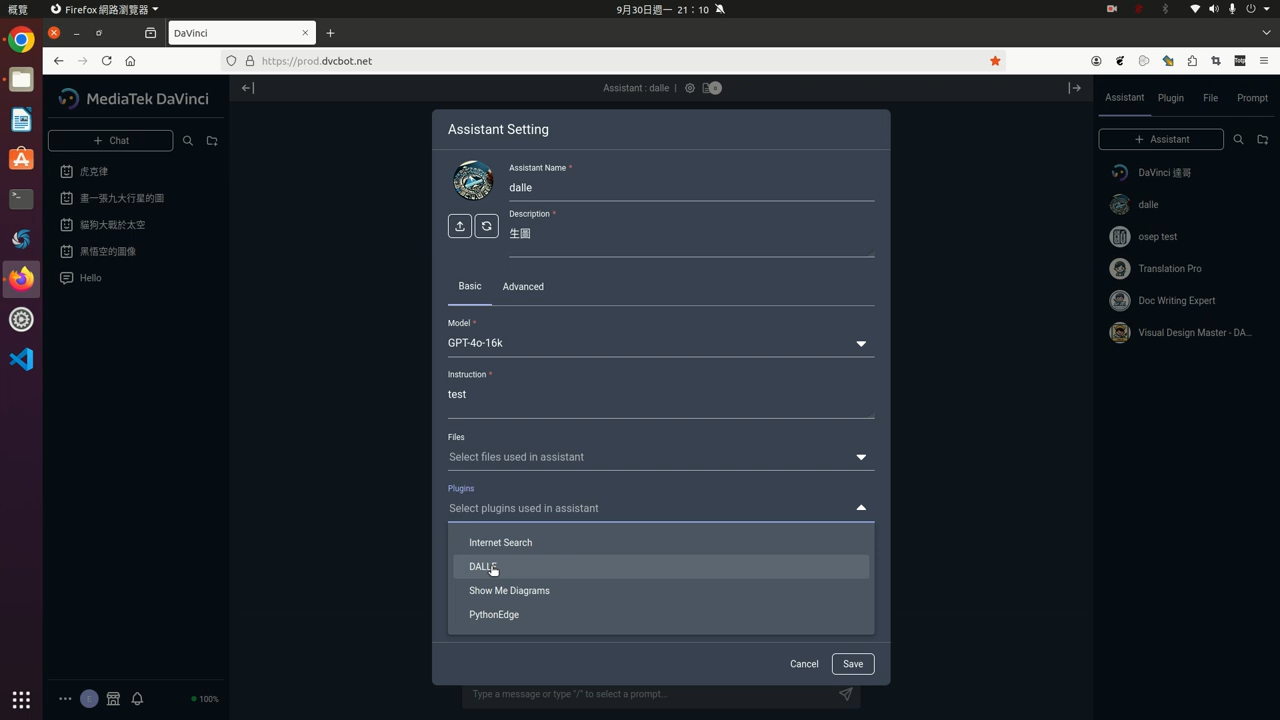 概覽
Firefox 網路瀏覽器
9月30日週一 21：10
DaVinci
https://prod.dvcbot.net
MediaTek DaVinci
Chat
虎克律
畫一張九大行星的圖
貓狗大戰於太空
黑悟空的圖像
Hello
E
100%
Assistant : dalle |
0
Assistant Setting
Assistant Name *
dalle
Description *
生圖
Basic
Advanced
Model *
GPT-4o-16k
Instruction *
test
Files
Select files used in assistant
Plugins
Select plugins used in assistant
Internet Search
DALLE
Show Me Diagrams
PythonEdge
Cancel
Save
Type a message or type "/" to select a prompt...
Assistant
Plugin
File
Prompt
Assistant
DaVinci 達哥
dalle
osep test
Translation Pro
Doc Writing Expert
Visual Design Master - DA...